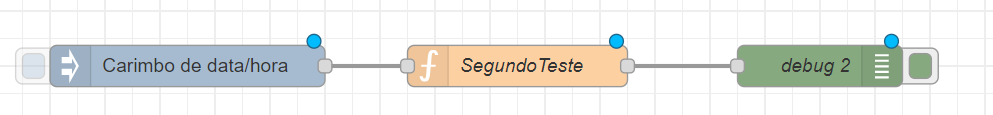 Carimbo de data/hora
SegundoTeste
debug 2